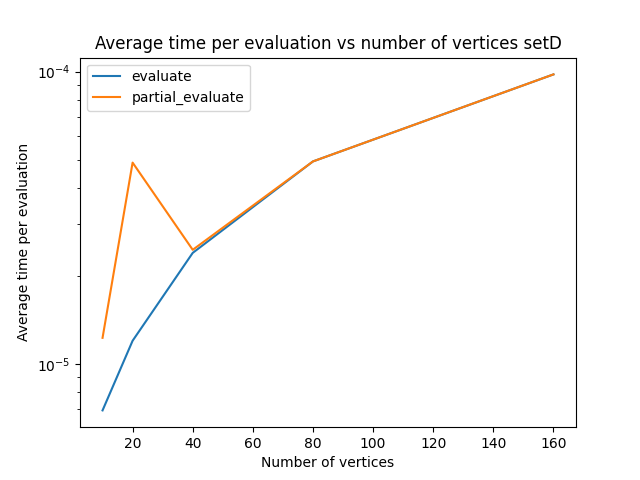 Average time per evaluation vs number of vertices setD
evaluate
partial_evaluate
Average time per evaluation
10⁻⁴
10⁻⁵
20 40 60 80 100 120 140 160
Number of vertices